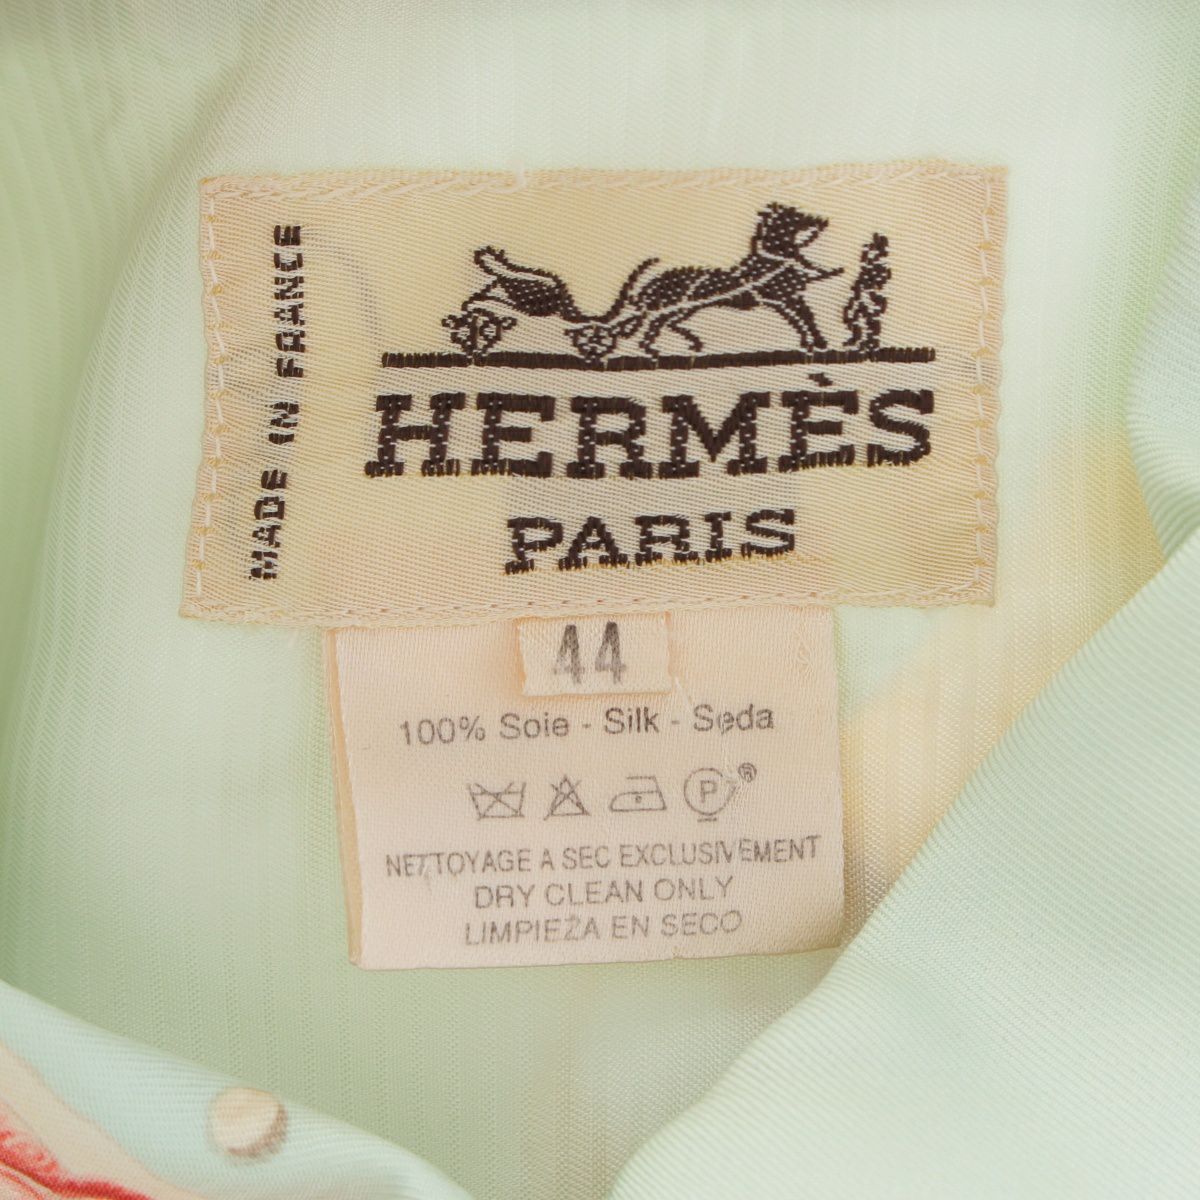 MADE IN FRANCE
HERMÈS
PARIS
44
100% Soie - Silk - Seda
P®
NETTOYAGE A SEC EXCLUSIVEMENT
DRY CLEAN ONLY
LIMPIEZA EN SECO